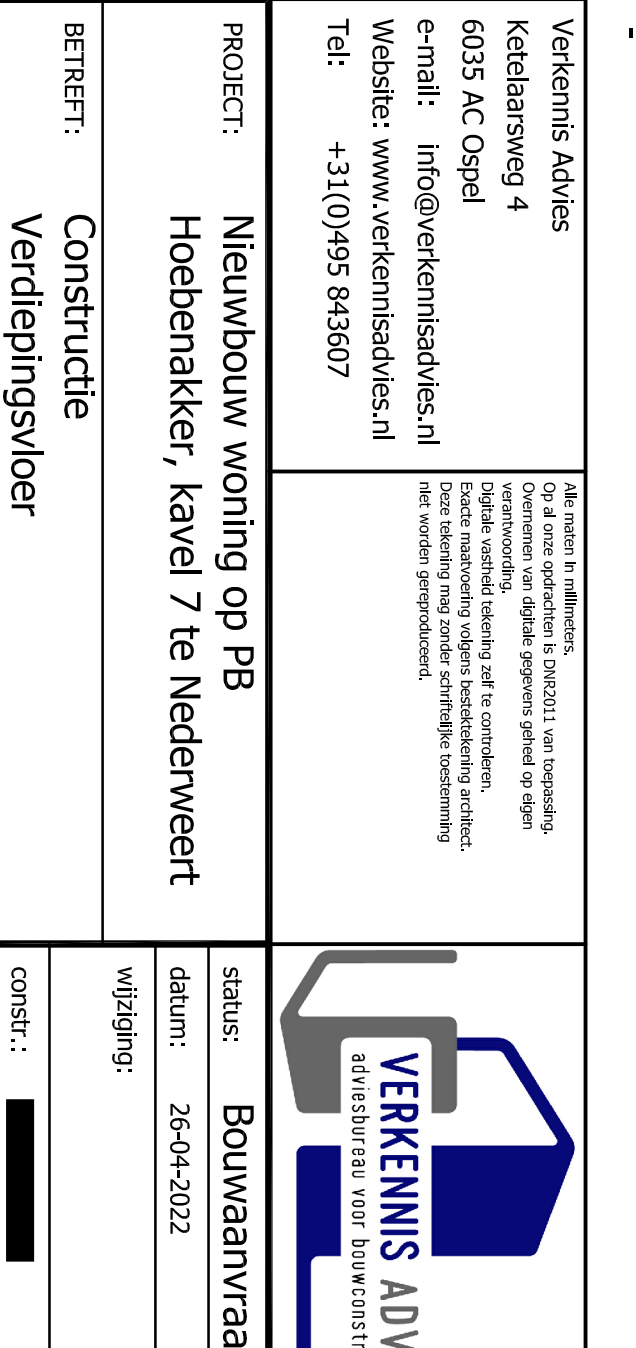 Verkennis Advies
Ketelaarsweg 4
6035 AC Ospel
e-mail: info@verkennisadvies.nl
Website: www.verkennisadvies.nl
Tel: +31(0)495 843607
Alle maten in millimeters.
Op al onze opdrachten is DNR2011 van toepassing.
Overnemen van digitale gegevens geheel op eigen
verantwoording.
Digitale vastheid tekening zelf te controleren.
Exacte maatvoering volgens bestektekening architect.
Deze tekening mag zonder schriftelijke toestemming
niet worden gereproduceerd.
VERKENNIS ADV
adviesbureau voor bouwconstr
PROJECT: Nieuwbouw woning op PB
Hoebenakker, kavel 7 te Nederweert
BETREFT: Constructie
Verdiepingsvloer
status: Bouwaanvraa
datum: 26-04-2022
wijziging:
constr.: